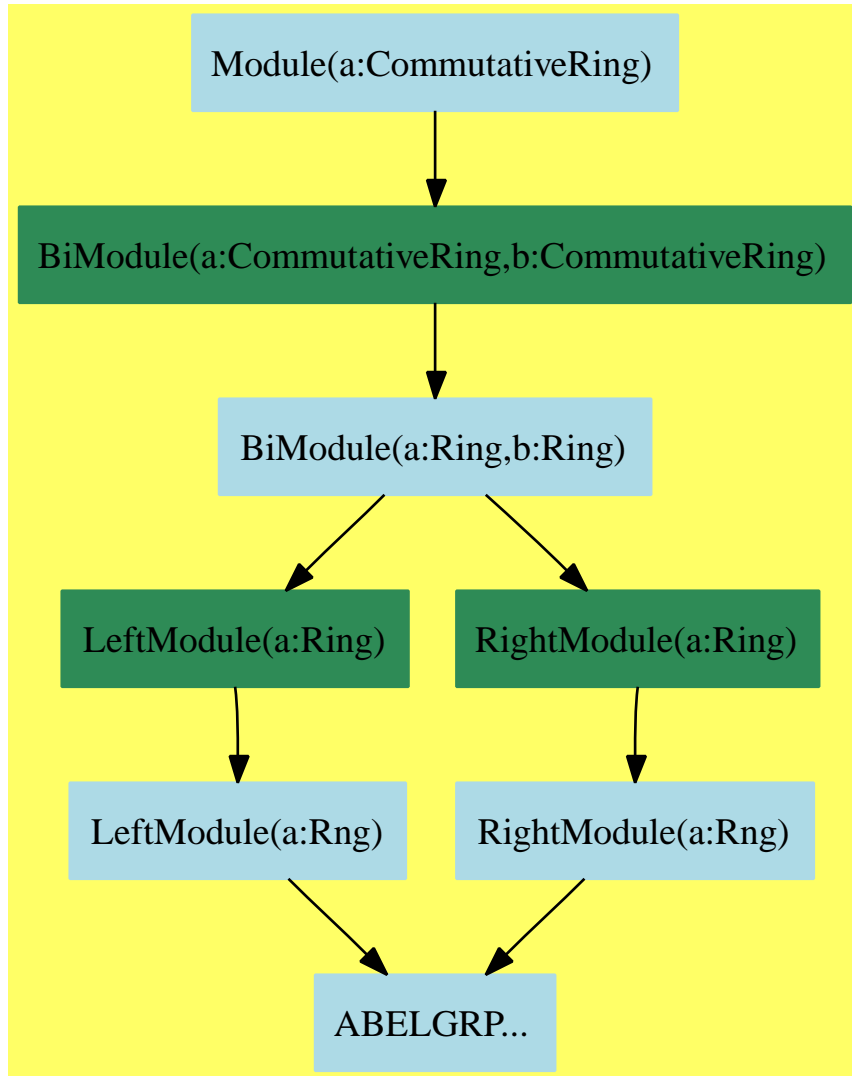 Module(a:CommutativeRing)
BiModule(a:CommutativeRing,b:CommutativeRing)
BiModule(a:Ring,b:Ring)
LeftModule(a:Ring)
RightModule(a:Ring)
LeftModule(a:Rng)
RightModule(a:Rng)
ABELGRP...